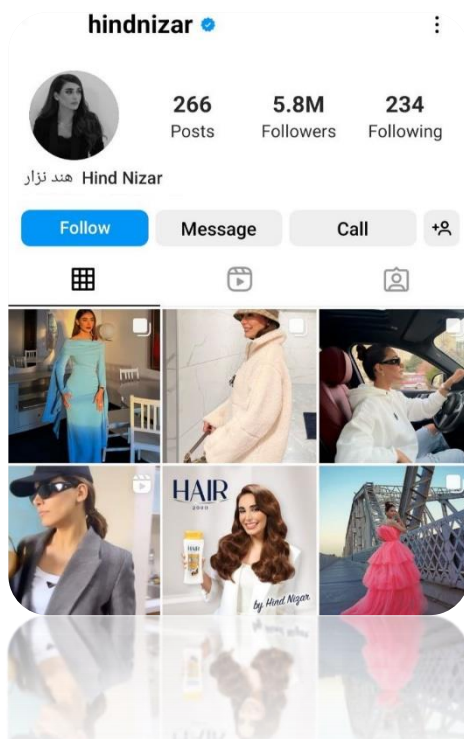 hindnizar
266 5.8M 234
Posts Followers Following
هند نزار Hind Nizar
Follow Message Call
HAIR
by Hind Nizar